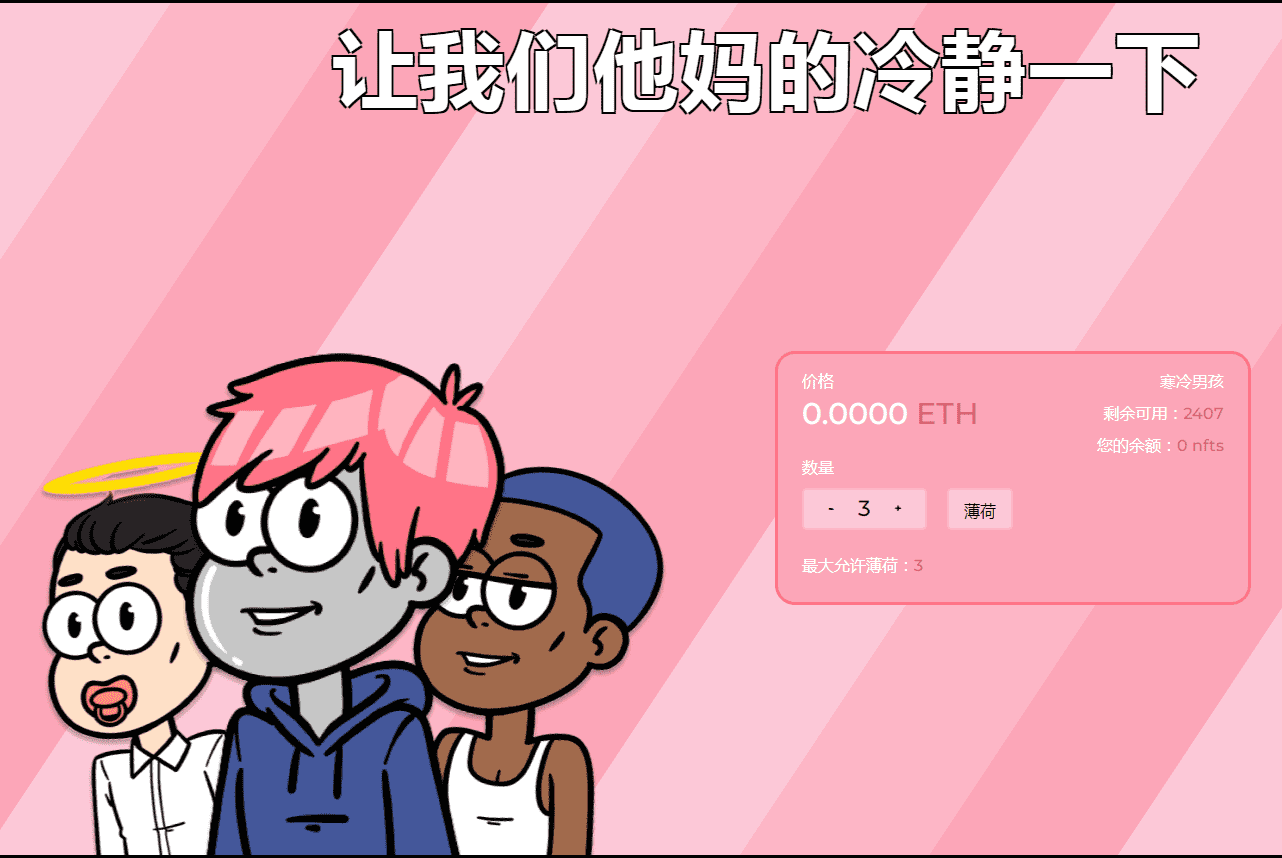 让我们他妈的冷静一下
价格
寒冷男孩
0.0000 ETH
剩余可用：2407
您的余额：0 nfts
数量
- 3 +
薄荷
最大允许薄荷：3